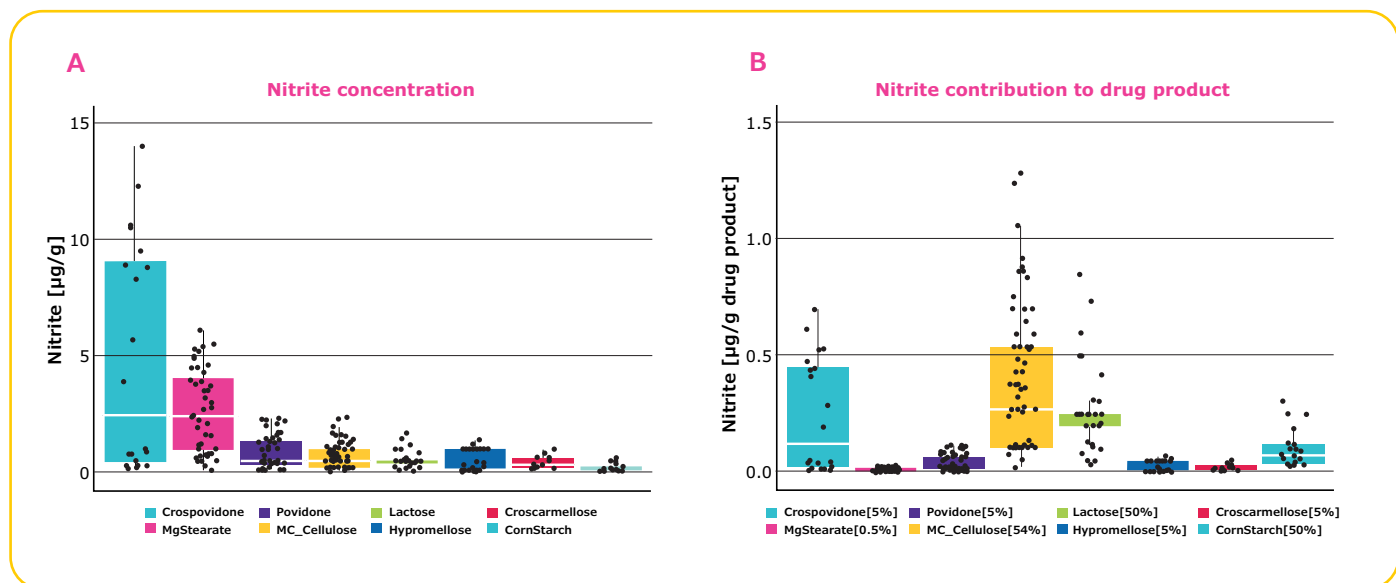 A
Nitrite concentration
Nitrite [µg/g]
15
10
5
0
Crospovidone
Povidone
Lactose
Croscarmellose
MgStearate
MC_Cellulose
Hypromellose
CornStarch
B
Nitrite contribution to drug product
Nitrite [µg/g drug product]
1.5
1.0
0.5
0.0
Crospovidone[5%]
Povidone[5%]
Lactose[50%]
Croscarmellose[5%]
MgStearate[0.5%]
MC_Cellulose[54%]
Hypromellose[5%]
CornStarch[50%]